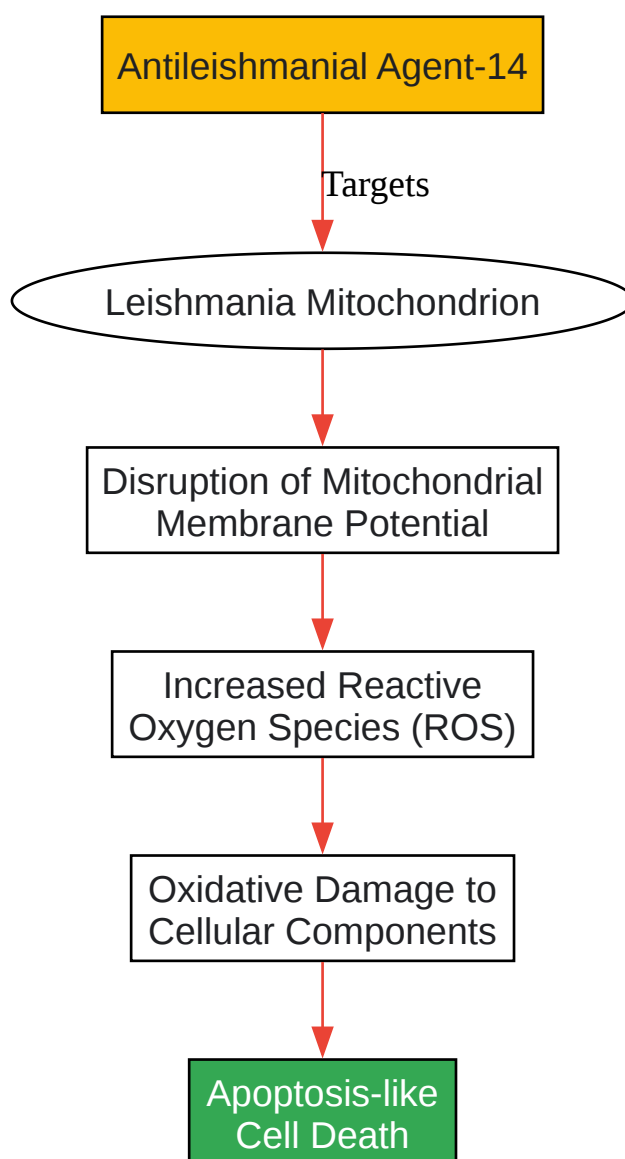 Antileishmanial Agent-14
Targets
Leishmania Mitochondrion
Disruption of Mitochondrial
Membrane Potential
Increased Reactive
Oxygen Species (ROS)
Oxidative Damage to
Cellular Components
Apoptosis-like
Cell Death